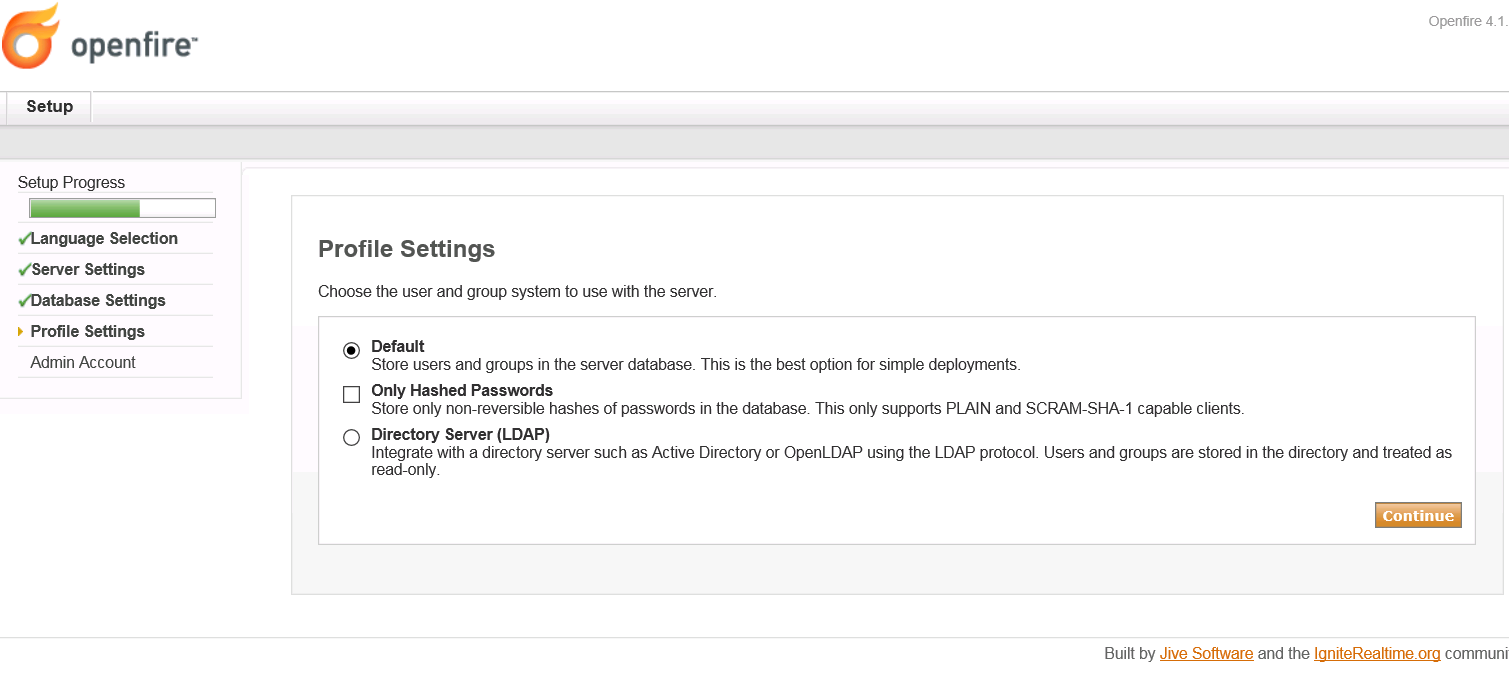 openfire™
Openfire 4.1.
Setup
Setup Progress
Language Selection
Server Settings
Database Settings
Profile Settings
Admin Account
Profile Settings
Choose the user and group system to use with the server.
Default
Store users and groups in the server database. This is the best option for simple deployments.
Only Hashed Passwords
Store only non-reversible hashes of passwords in the database. This only supports PLAIN and SCRAM-SHA-1 capable clients.
Directory Server (LDAP)
Integrate with a directory server such as Active Directory or OpenLDAP using the LDAP protocol. Users and groups are stored in the directory and treated as
read-only.
Continue
Built by Jive Software and the IgniteRealtime.org communi